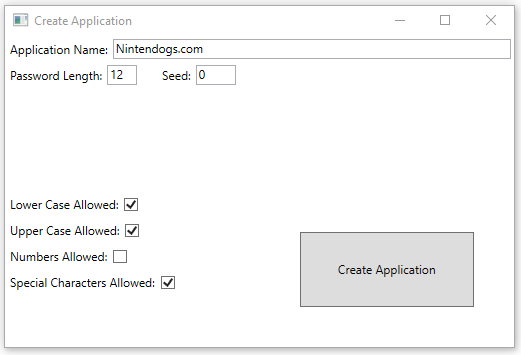 Create Application
Application Name: Nintendogs.com
Password Length: 12 Seed: 0
Lower Case Allowed:
Upper Case Allowed:
Numbers Allowed:
Special Characters Allowed:
Create Application